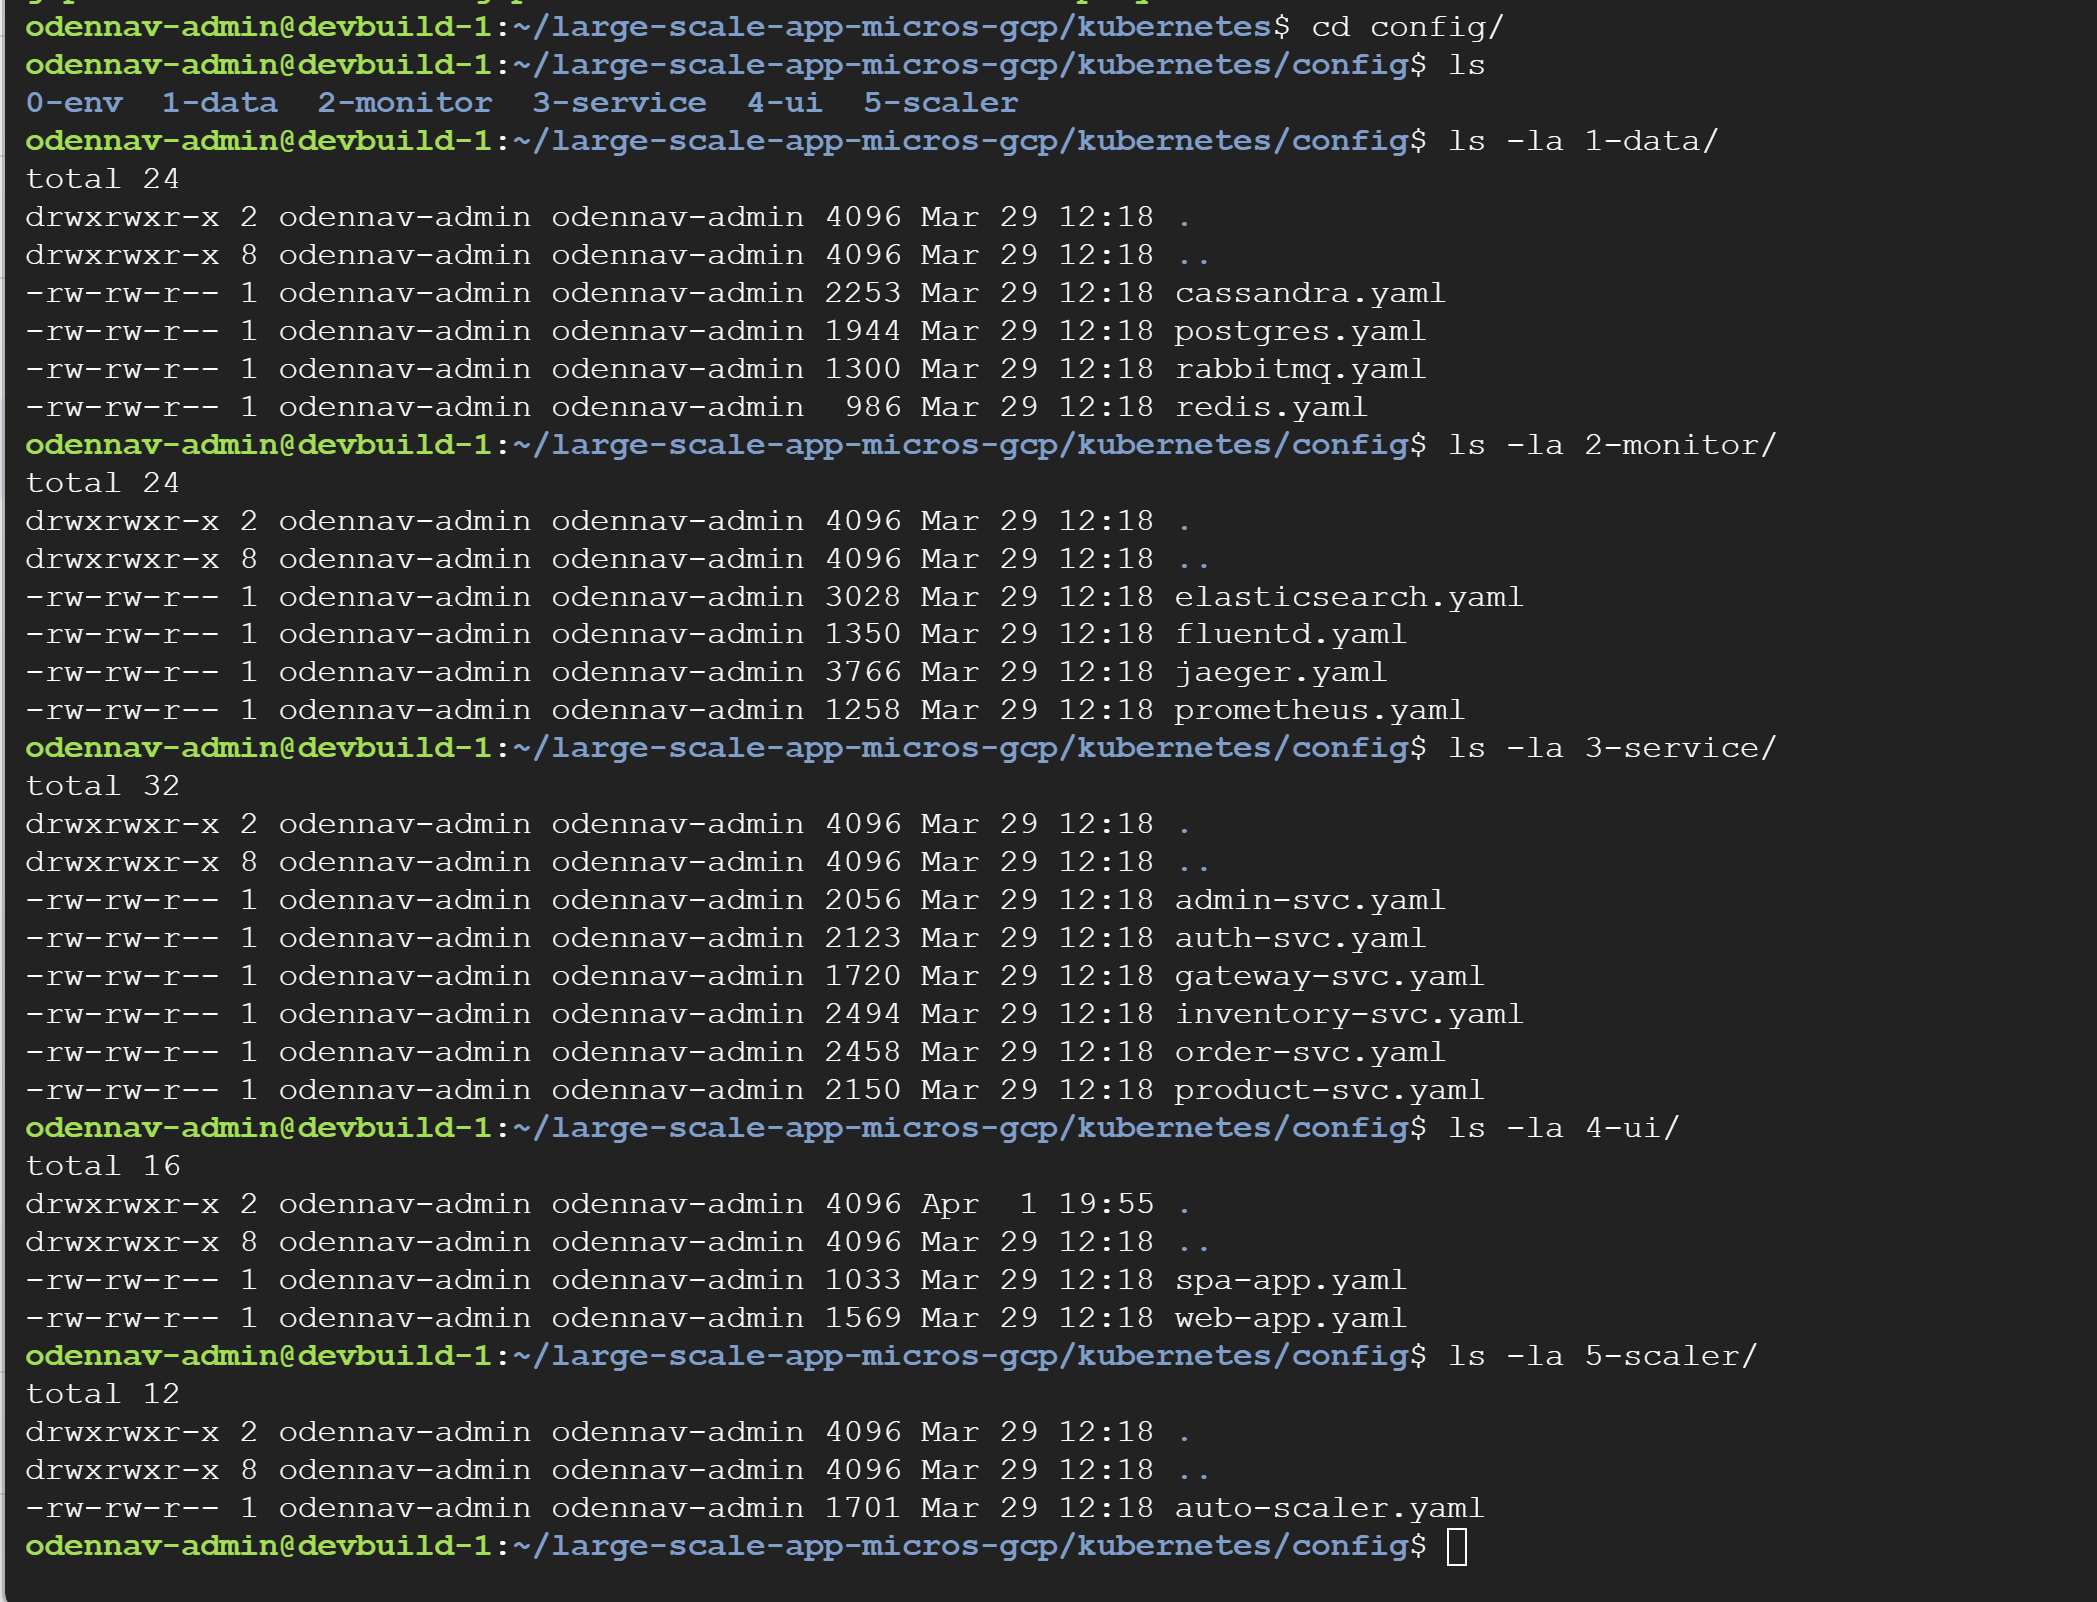 odennav-admin@devbuild-1:~/large-scale-app-micros-gcp/kubernetes$ cd config/
odennav-admin@devbuild-1:~/large-scale-app-micros-gcp/kubernetes/config$ ls
0-env  1-data  2-monitor  3-service  4-ui  5-scaler
odennav-admin@devbuild-1:~/large-scale-app-micros-gcp/kubernetes/config$ ls -la 1-data/
total 24
drwxrwxr-x 2 odennav-admin odennav-admin 4096 Mar 29 12:18 .
drwxrwxr-x 8 odennav-admin odennav-admin 4096 Mar 29 12:18 ..
-rw-rw-r-- 1 odennav-admin odennav-admin 2253 Mar 29 12:18 cassandra.yaml
-rw-rw-r-- 1 odennav-admin odennav-admin 1944 Mar 29 12:18 postgres.yaml
-rw-rw-r-- 1 odennav-admin odennav-admin 1300 Mar 29 12:18 rabbitmq.yaml
-rw-rw-r-- 1 odennav-admin odennav-admin  986 Mar 29 12:18 redis.yaml
odennav-admin@devbuild-1:~/large-scale-app-micros-gcp/kubernetes/config$ ls -la 2-monitor/
total 24
drwxrwxr-x 2 odennav-admin odennav-admin 4096 Mar 29 12:18 .
drwxrwxr-x 8 odennav-admin odennav-admin 4096 Mar 29 12:18 ..
-rw-rw-r-- 1 odennav-admin odennav-admin 3028 Mar 29 12:18 elasticsearch.yaml
-rw-rw-r-- 1 odennav-admin odennav-admin 1350 Mar 29 12:18 fluentd.yaml
-rw-rw-r-- 1 odennav-admin odennav-admin 3766 Mar 29 12:18 jaeger.yaml
-rw-rw-r-- 1 odennav-admin odennav-admin 1258 Mar 29 12:18 prometheus.yaml
odennav-admin@devbuild-1:~/large-scale-app-micros-gcp/kubernetes/config$ ls -la 3-service/
total 32
drwxrwxr-x 2 odennav-admin odennav-admin 4096 Mar 29 12:18 .
drwxrwxr-x 8 odennav-admin odennav-admin 4096 Mar 29 12:18 ..
-rw-rw-r-- 1 odennav-admin odennav-admin 2056 Mar 29 12:18 admin-svc.yaml
-rw-rw-r-- 1 odennav-admin odennav-admin 2123 Mar 29 12:18 auth-svc.yaml
-rw-rw-r-- 1 odennav-admin odennav-admin 1720 Mar 29 12:18 gateway-svc.yaml
-rw-rw-r-- 1 odennav-admin odennav-admin 2494 Mar 29 12:18 inventory-svc.yaml
-rw-rw-r-- 1 odennav-admin odennav-admin 2458 Mar 29 12:18 order-svc.yaml
-rw-rw-r-- 1 odennav-admin odennav-admin 2150 Mar 29 12:18 product-svc.yaml
odennav-admin@devbuild-1:~/large-scale-app-micros-gcp/kubernetes/config$ ls -la 4-ui/
total 16
drwxrwxr-x 2 odennav-admin odennav-admin 4096 Apr  1 19:55 .
drwxrwxr-x 8 odennav-admin odennav-admin 4096 Mar 29 12:18 ..
-rw-rw-r-- 1 odennav-admin odennav-admin 1033 Mar 29 12:18 spa-app.yaml
-rw-rw-r-- 1 odennav-admin odennav-admin 1569 Mar 29 12:18 web-app.yaml
odennav-admin@devbuild-1:~/large-scale-app-micros-gcp/kubernetes/config$ ls -la 5-scaler/
total 12
drwxrwxr-x 2 odennav-admin odennav-admin 4096 Mar 29 12:18 .
drwxrwxr-x 8 odennav-admin odennav-admin 4096 Mar 29 12:18 ..
-rw-rw-r-- 1 odennav-admin odennav-admin 1701 Mar 29 12:18 auto-scaler.yaml
odennav-admin@devbuild-1:~/large-scale-app-micros-gcp/kubernetes/config$